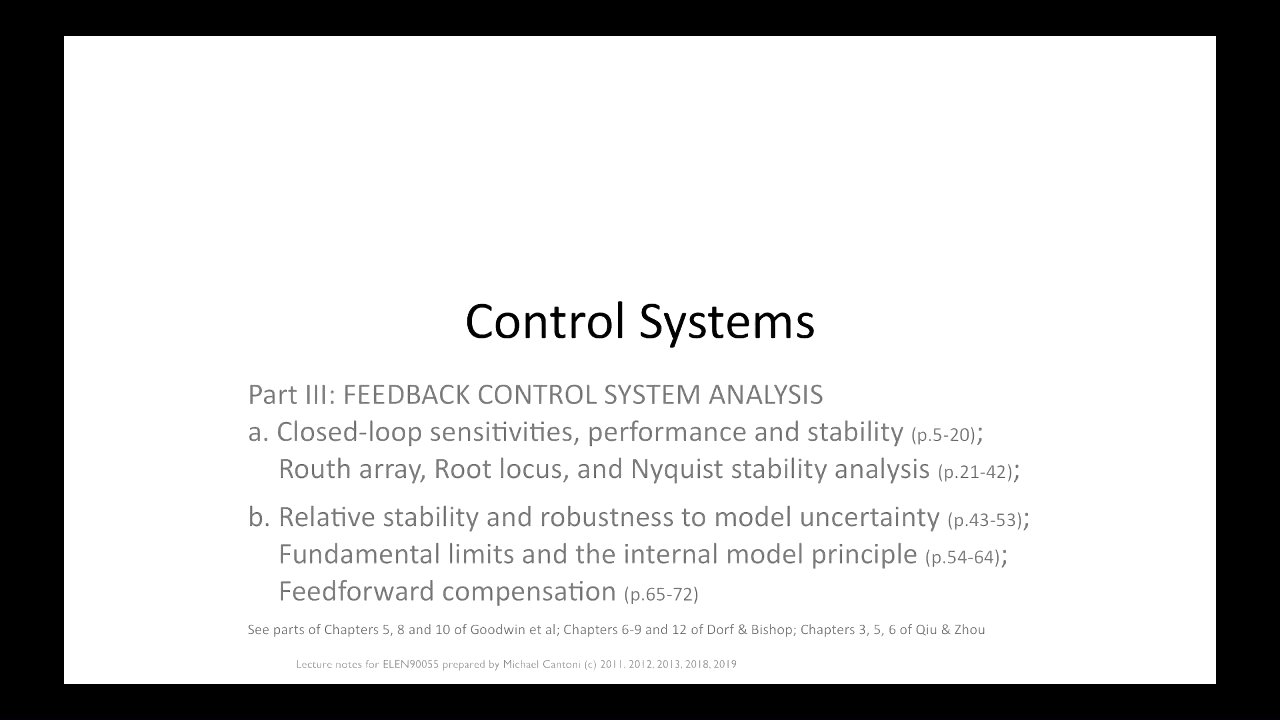 Control Systems
Part III: FEEDBACK CONTROL SYSTEM ANALYSIS
a. Closed-loop sensitivities, performance and stability (p.5-20);
Routh array, Root locus, and Nyquist stability analysis (p.21-42);
b. Relative stability and robustness to model uncertainty (p.43-53);
Fundamental limits and the internal model principle (p.54-64);
Feedforward compensation (p.65-72)
See parts of Chapters 5, 8 and 10 of Goodwin et al; Chapters 6-9 and 12 of Dorf & Bishop; Chapters 3, 5, 6 of Qiu & Zhou
Lecture notes for ELEN90055 prepared by Michael Cantoni (c) 2011, 2012, 2013, 2018, 2019